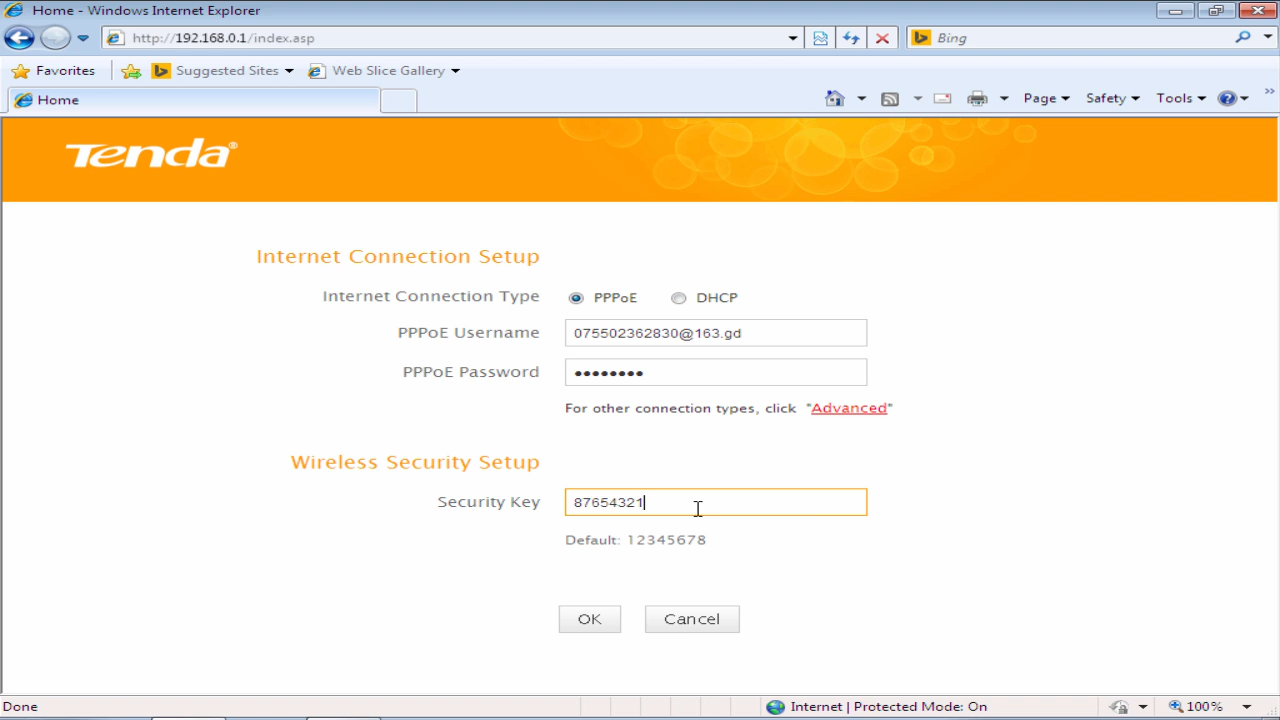 Home - Windows Internet Explorer
http://192.168.0.1/index.asp
Bing
Favorites
Suggested Sites
Web Slice Gallery
Home
Page
Safety
Tools
»
Tenda®
Internet Connection Setup
Internet Connection Type
PPPoE
DHCP
PPPoE Username
075502362830@163.gd
PPPoE Password
••••••••
For other connection types, click "Advanced"
Wireless Security Setup
Security Key
87654321
Default: 12345678
OK
Cancel
Done
Internet | Protected Mode: On
100%